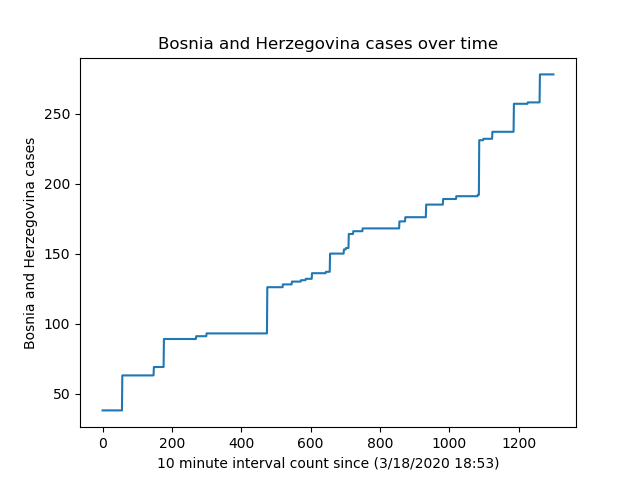 Bosnia and Herzegovina cases over time
250
200
150
100
50
Bosnia and Herzegovina cases
0 200 400 600 800 1000 1200
10 minute interval count since (3/18/2020 18:53)